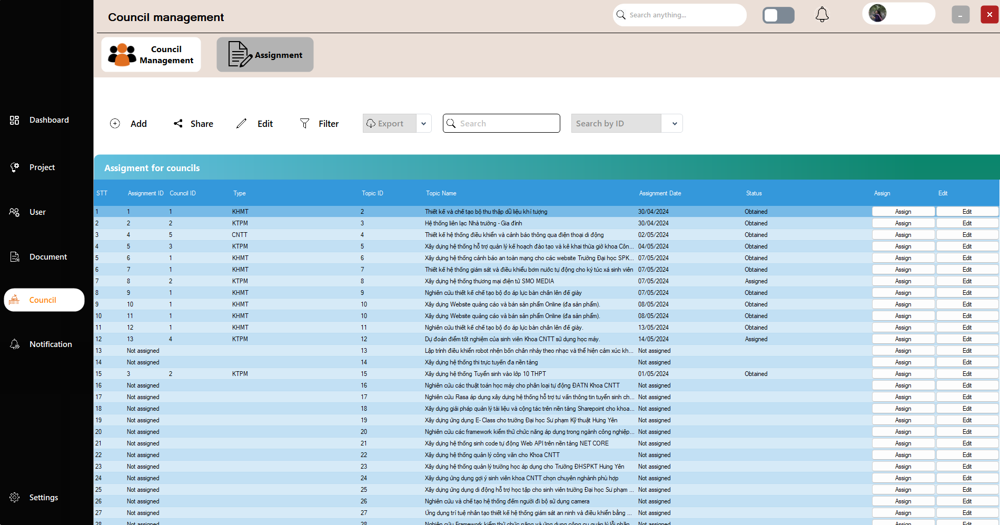 Council management
Search anything...
Council
Management
Assignment
Dashboard
Project
User
Document
Council
Notification
Settings
Add
Share
Edit
Filter
Export
Search
Search by ID
Assigment for councils
STT Assignment ID Council ID Type Topic ID Topic Name Assignment Date Status Assign Edit
1 1 1 KHMT 2 Thiết kế và chế tạo bộ thu thập dữ liệu khí tượng 30/04/2024 Obtained Assign Edit
2 2 2 KTPM 3 Hệ thống liên lạc Nhà trường - Gia đình 30/04/2024 Obtained Assign Edit
3 4 5 CNTT 4 Thiết kế hệ thống điều khiển và cảnh báo thông qua điện thoại di động 02/05/2024 Obtained Assign Edit
4 5 3 KTPM 5 Xây dựng hệ thống hỗ trợ quản lý kế hoạch đào tạo và kê khai thừa giờ khoa Côn... 04/05/2024 Obtained Assign Edit
5 6 1 KHMT 6 Xây dựng hệ thống cảnh báo an toàn mạng cho các website Trường Đại học SPK... 07/05/2024 Obtained Assign Edit
6 7 1 KHMT 7 Thiết kế hệ thống giám sát và điều khiểu bơm nước tự động cho ký túc xá sinh viên 07/05/2024 Obtained Assign Edit
7 8 2 KTPM 8 Xây dựng hệ thống thương mại điện tử SMO MEDIA 07/05/2024 Assigned Assign Edit
8 9 1 KHMT 9 Nghiên cứu thiết kế chế tạo bộ đo áp lực bàn chân lên đế giày 07/05/2024 Obtained Assign Edit
9 10 1 KHMT 10 Xây dựng Website quảng cáo và bán sản phẩm Online (đa sản phẩm). 08/05/2024 Obtained Assign Edit
10 11 1 KHMT 10 Xây dựng Website quảng cáo và bán sản phẩm Online (đa sản phẩm). 08/05/2024 Obtained Assign Edit
11 12 1 KHMT 11 Nghiên cứu thiết kế chế tạo bộ đo áp lực bàn chân lên đế giày. 13/05/2024 Obtained Assign Edit
12 13 4 KTPM 12 Dự đoán điểm tốt nghiệm của sinh viên Khoa CNTT sử dụng học máy. 14/05/2024 Assigned Assign Edit
13 Not assigned 13 Lập trình điều khiển robot nhện bốn chân nhảy theo nhạc và thể hiện cảm xúc kh... Not assigned Assign Edit
14 Not assigned 14 Xây dựng hệ thống thi trực tuyến đa nền tảng Not assigned Assign Edit
15 3 2 KTPM 15 Xây dựng hệ thống Tuyển sinh vào lớp 10 THPT 01/05/2024 Obtained Assign Edit
16 Not assigned 16 Nghiên cứu các thuật toán học máy cho phân loại tự động ĐATN Khoa CNTT Not assigned Assign Edit
17 Not assigned 17 Nghiên cứu Rasa áp dụng xây dựng hệ thống hỗ trợ tư vấn thông tin tuyển sinh ch... Not assigned Assign Edit
18 Not assigned 18 Xây dựng giải pháp quản lý tài liệu và cộng tác trên nền tảng Sharepoint cho khoa... Not assigned Assign Edit
19 Not assigned 19 Xây dựng ứng dụng E-Class cho trường Đại học Sư phạm Kỹ thuật Hưng Yên Not assigned Assign Edit
20 Not assigned 20 Nghiên cứu các framework kiểm thử chức năng áp dụng trong ngành công nghiệp... Not assigned Assign Edit
21 Not assigned 21 Xây dựng hệ thống sinh code tự động Web API trên nền tảng NET CORE Not assigned Assign Edit
22 Not assigned 22 Xây dựng hệ thống quản lý công văn cho Khoa CNTT Not assigned Assign Edit
23 Not assigned 23 Xây dựng hệ thống quản lý trường học áp dụng cho Trường ĐHSPKT Hưng Yên Not assigned Assign Edit
24 Not assigned 24 Xây dựng ứng dụng gợi ý sinh viên khoa CNTT chọn chuyên nghành phù hợp Not assigned Assign Edit
25 Not assigned 25 Xây dựng ứng dụng di động hỗ trợ học tập cho sinh viên trường Đại học Sư phạm ... Not assigned Assign Edit
26 Not assigned 26 Nghiên cứu và chế tạo hệ thống đếm người đi bộ sử dụng camera Not assigned Assign Edit
27 Not assigned 27 Ứng dụng trí tuệ nhân tạo thiết kế hệ thống giám sát an ninh và điều khiển bằng ... Not assigned Assign Edit
28 Not assigned 28 Nghiên cứu Framework kiểm thử chức năng và ứng dụng công cụ quản lý lỗi phần... Not assigned Assign Edit